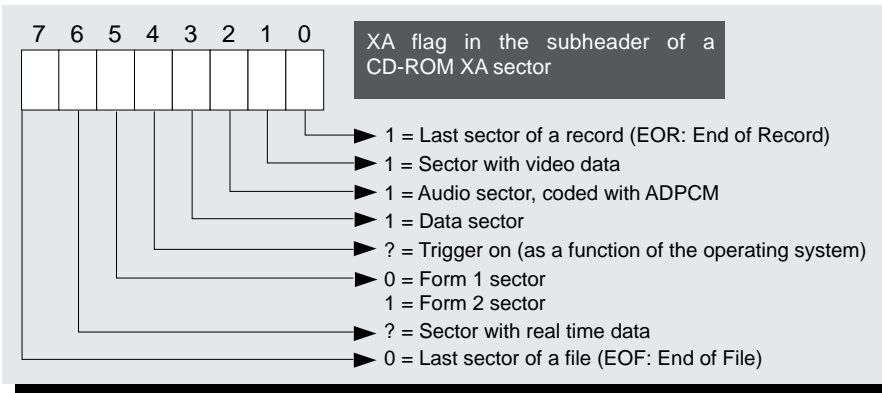 7 6 5 4 3 2 1 0
XA flag in the subheader of a
CD-ROM XA sector
1 = Last sector of a record (EOR: End of Record)
1 = Sector with video data
1 = Audio sector, coded with ADPCM
1 = Data sector
? = Trigger on (as a function of the operating system)
0 = Form 1 sector
1 = Form 2 sector
? = Sector with real time data
0 = Last sector of a file (EOF: End of File)